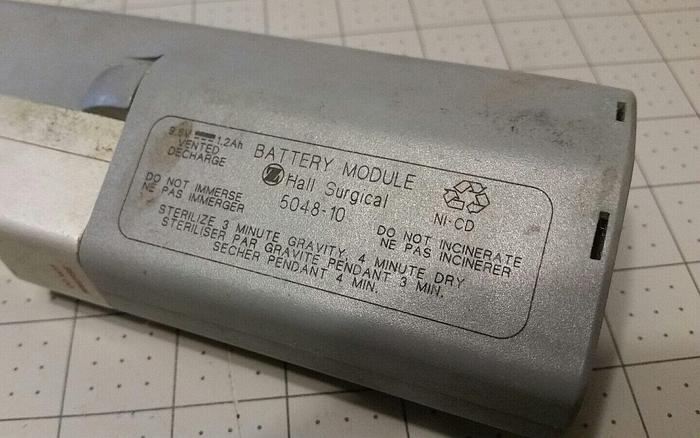 9.6V 1.2Ah
VENTED
DECHARGE
BATTERY MODULE
Hall Surgical
5048-10
NI-CD
DO NOT IMMERSE
NE PAS IMMERGER
DO NOT INCINERATE
NE PAS INCINERER
STERILIZE 3 MINUTE GRAVITY, 4 MINUTE DRY
STERILISER PAR GRAVITE PENDANT 3 MIN.
SECHER PENDANT 4 MIN.